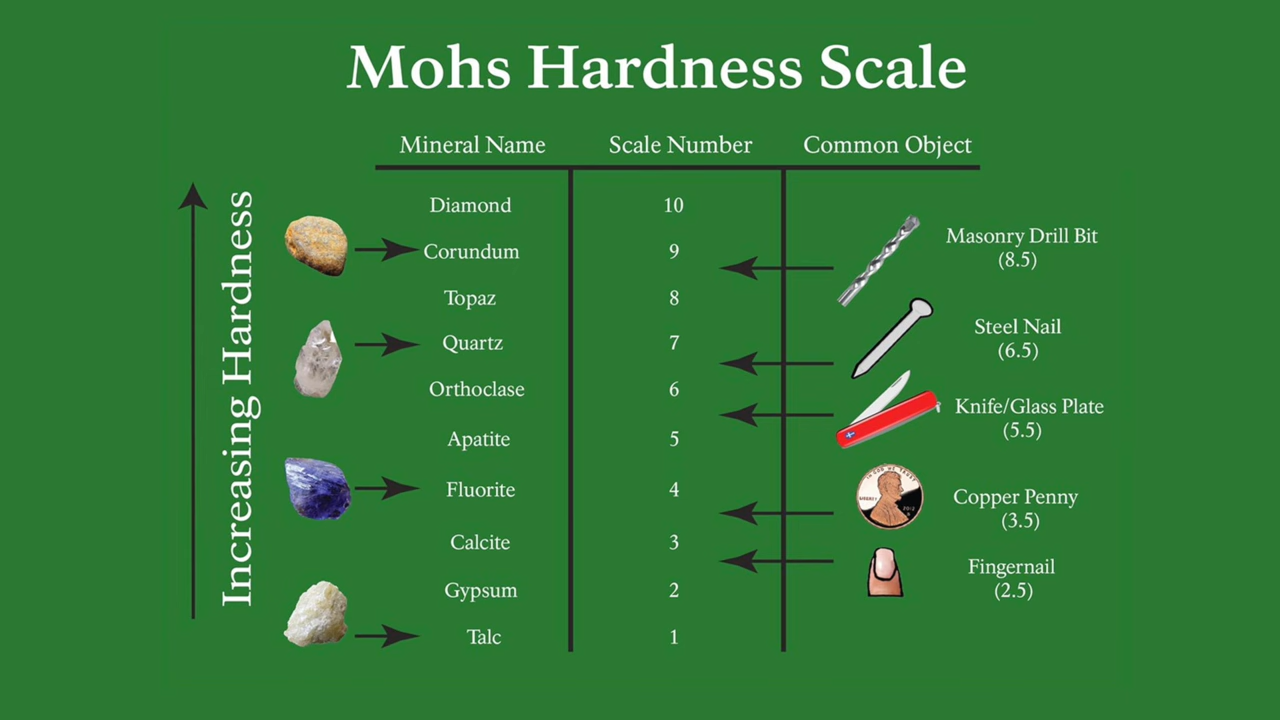 Mohs Hardness Scale
Mineral Name Scale Number Common Object
Increasing Hardness
Diamond 10
Corundum 9
Masonry Drill Bit
(8.5)
Topaz 8
Quartz 7
Steel Nail
(6.5)
Orthoclase 6
Knife/Glass Plate
(5.5)
Apatite 5
Fluorite 4
Copper Penny
(3.5)
Calcite 3
Fingernail
(2.5)
Gypsum 2
Talc 1